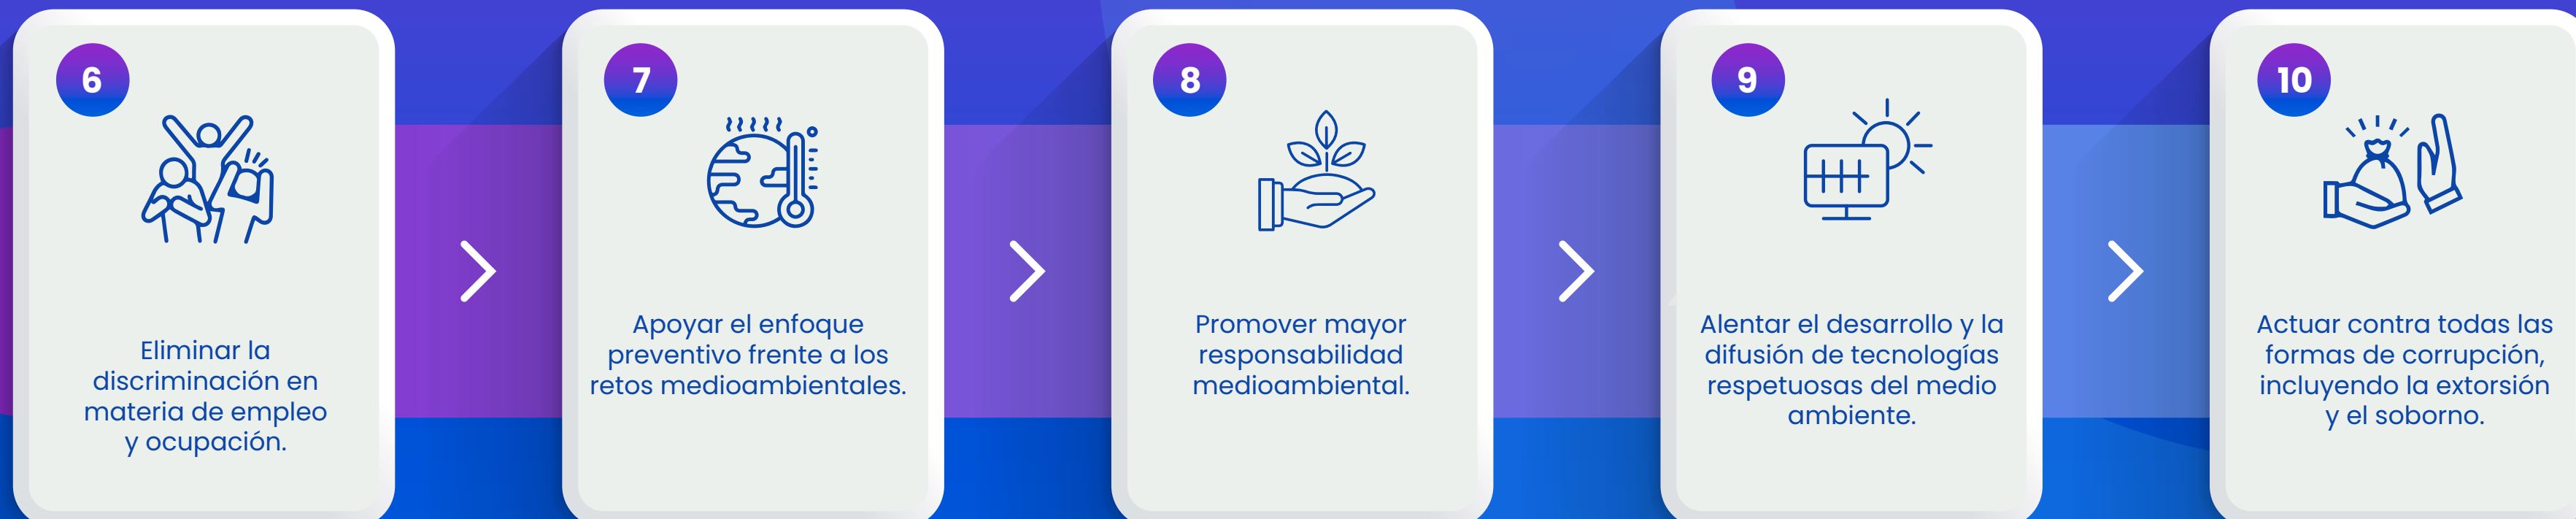 6
Eliminar la
discriminación en
materia de empleo
y ocupación.
7
Apoyar el enfoque
preventivo frente a los
retos medioambientales.
8
Promover mayor
responsabilidad
medioambiental.
9
Alentar el desarrollo y la
difusión de tecnologías
respetuosas del medio
ambiente.
10
Actuar contra todas las
formas de corrupción,
incluyendo la extorsión
y el soborno.